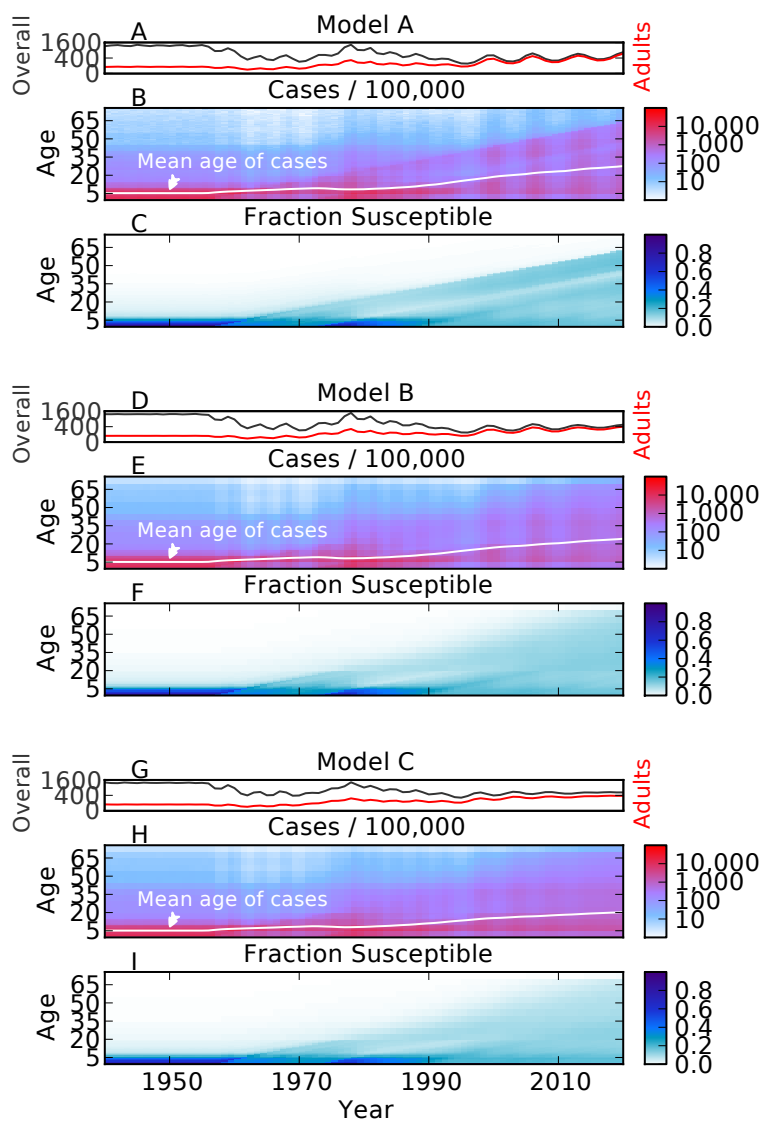 A
Model A
Overall
1600
400
0
Adults
B
Cases / 100,000
Age
65
50
35
20
5
Mean age of cases
10,000
1,000
100
10
C
Fraction Susceptible
Age
65
50
35
20
5
0.8
0.6
0.4
0.2
0.0
D
Model B
Overall
1600
400
0
Adults
E
Cases / 100,000
Age
65
50
35
20
5
Mean age of cases
10,000
1,000
100
10
F
Fraction Susceptible
Age
65
50
35
20
5
0.8
0.6
0.4
0.2
0.0
G
Model C
Overall
1600
400
0
Adults
H
Cases / 100,000
Age
65
50
35
20
5
Mean age of cases
10,000
1,000
100
10
I
Fraction Susceptible
Age
65
50
35
20
5
0.8
0.6
0.4
0.2
0.0
1950 1970 1990 2010
Year